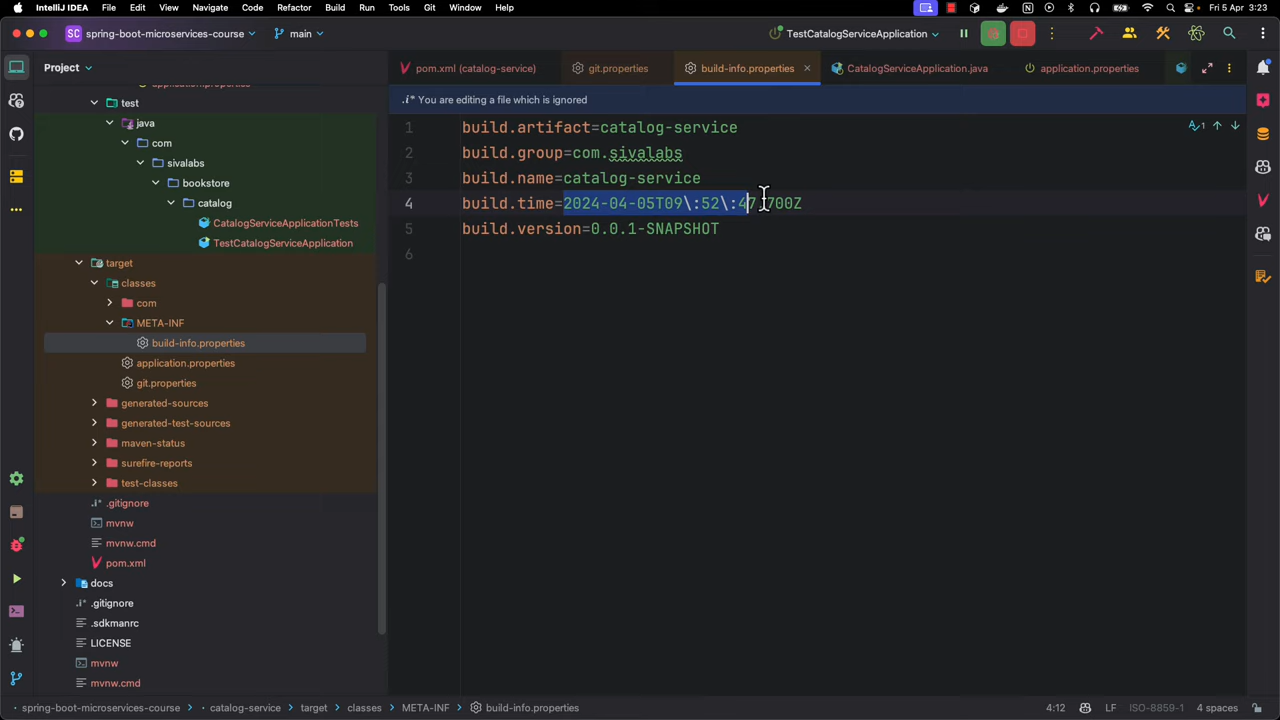 IntelliJ IDEA File Edit View Navigate Code Refactor Build Run Tools Git Window Help Fri 5 Apr 3:23
SC spring-boot-microservices-course main TestCatalogServiceApplication
Project
pom.xml (catalog-service) git.properties build-info.properties CatalogServiceApplication.java application.properties
.i* You are editing a file which is ignored
test
java
com
sivalabs
bookstore
catalog
CatalogServiceApplicationTests
TestCatalogServiceApplication
target
classes
com
META-INF
build-info.properties
application.properties
git.properties
generated-sources
generated-test-sources
maven-status
surefire-reports
test-classes
.gitignore
mvnw
mvnw.cmd
pom.xml
docs
.gitignore
.sdkmanrc
LICENSE
mvnw
mvnw.cmd
1 build.artifact=catalog-service
2 build.group=com.sivalabs
3 build.name=catalog-service
4 build.time=2024-04-05T09\:52\:47.700Z
5 build.version=0.0.1-SNAPSHOT
6
1
spring-boot-microservices-course > catalog-service > target > classes > META-INF > build-info.properties 4:12 LF ISO-8859-1 4 spaces